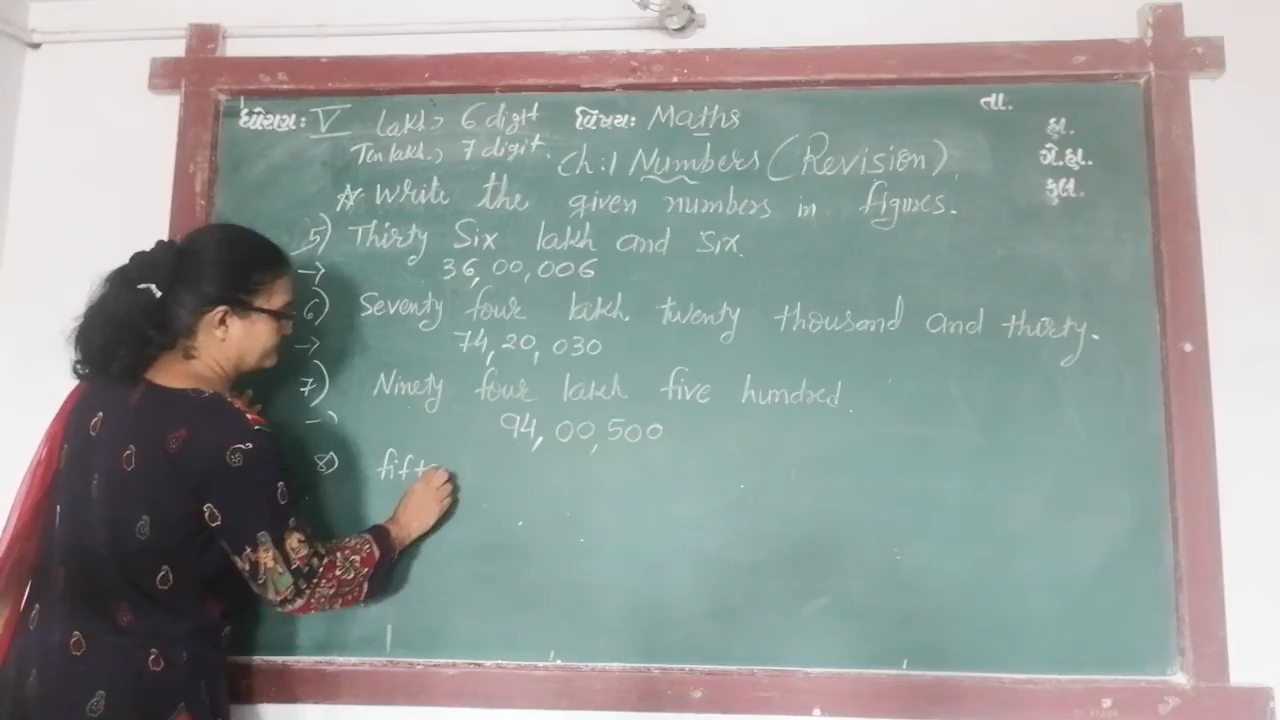 ધોરણ: V lakh → 6 digit વિષય: Maths તા.
Ten lakh → 7 digit. Ch:1 Numbers (Revision).
હા.
ગે.હા.
કુલ.
☆ Write the given numbers in figures.
5) Thirty Six lakh and Six.
→ 36,00,006
6) Seventy four lakh twenty thousand and thirty.
→ 74,20,030
7) Ninety four lakh five hundred.
→ 94,00,500
8) fift